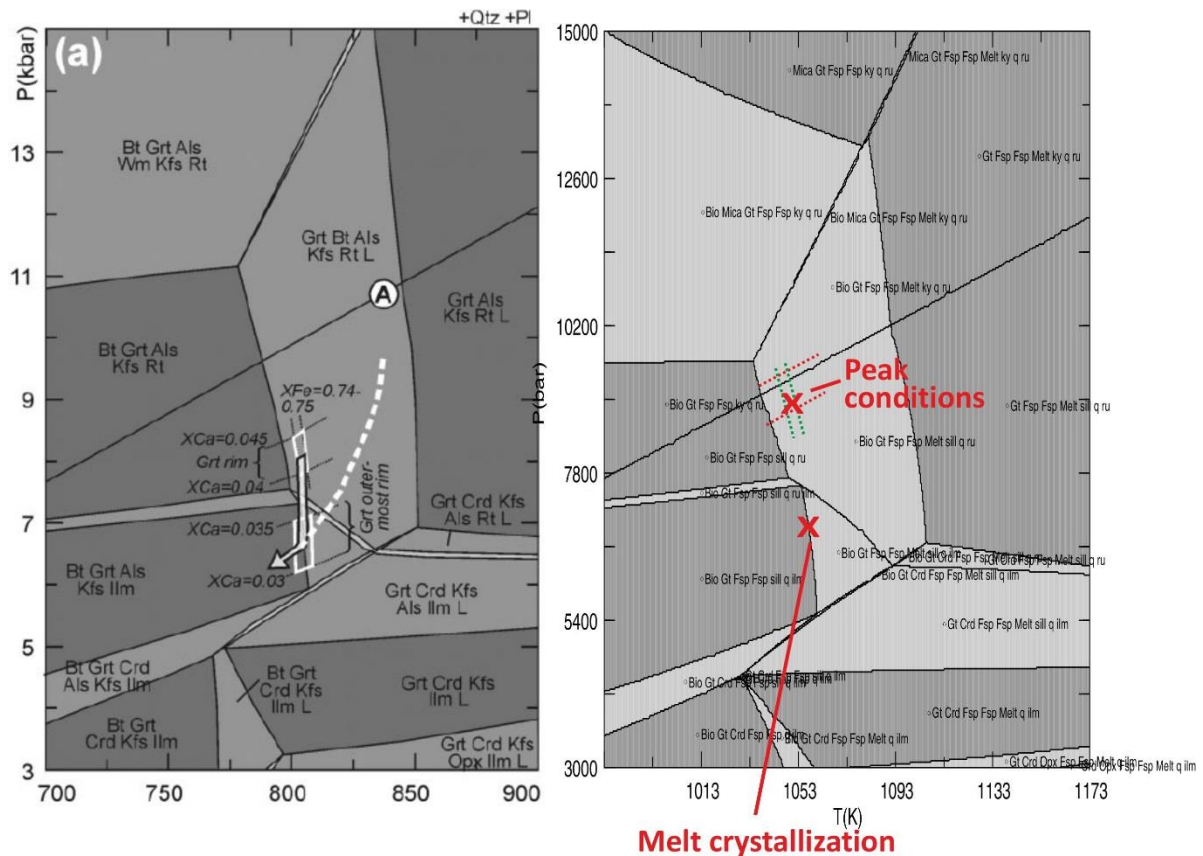 +Qtz +Pl
(a)
P(kbar)
13
11
9
7
5
3
700
750
800
850
900
Bt Grt Als
Wm Kfs Rt
Grt Bt Als
Kfs Rt L
A
Bt Grt Als
Kfs Rt
Grt Als
Kfs Rt L
XFe=0.74-
0.75
XCa=0.045
Grt rim
XCa=0.04
XCa=0.035
XCa=0.03
Grt outer-
most rim
Grt Crd Kfs
Als Rt L
Bt Grt Als
Kfs Ilm
Grt Crd Kfs
Als Ilm L
Bt Grt Crd
Als Kfs Ilm
Bt Grt
Crd Kfs
Ilm L
Grt Crd Kfs
Ilm L
Bt Grt
Crd Kfs Ilm
Grt Crd Kfs
Opx Ilm L
15000
12600
10200
7800
5400
3000
P(bar)
Mica Gt Fsp Fsp ky q ru
Mica Gt Fsp Fsp Melt ky q ru
Gt Fsp Fsp Melt ky q ru
Bio Mica Gt Fsp Fsp ky q ru
Bio Mica Gt Fsp Fsp Melt ky q ru
Bio Gt Fsp Fsp Melt ky q ru
Peak
conditions
Bio Gt Fsp Fsp ky q ru
Gt Fsp Fsp Melt sill q ru
Bio Gt Fsp Fsp Melt sill q ru
Bio Gt Fsp Fsp sill q ru
Bio Gt Fsp Fsp sill q ru ilm
X
X
Bio Gt Fsp Fsp Melt sill q ilm
Bio Gt Crd Fsp Fsp Melt sill q ilm
Bio Gt Fsp Fsp sill q ilm
Gt Crd Fsp Fsp Melt sill q ilm
Bio Gt Crd Fsp Fsp sill q ilm
Gt Crd Fsp Fsp Melt q ilm
Bio Gt Crd Fsp Fsp
Gt Crd Fsp Fsp Melt q ilm
Opx Fsp Fsp Melt q ilm
1013
1053
1093
1133
1173
T(K)
Melt crystallization